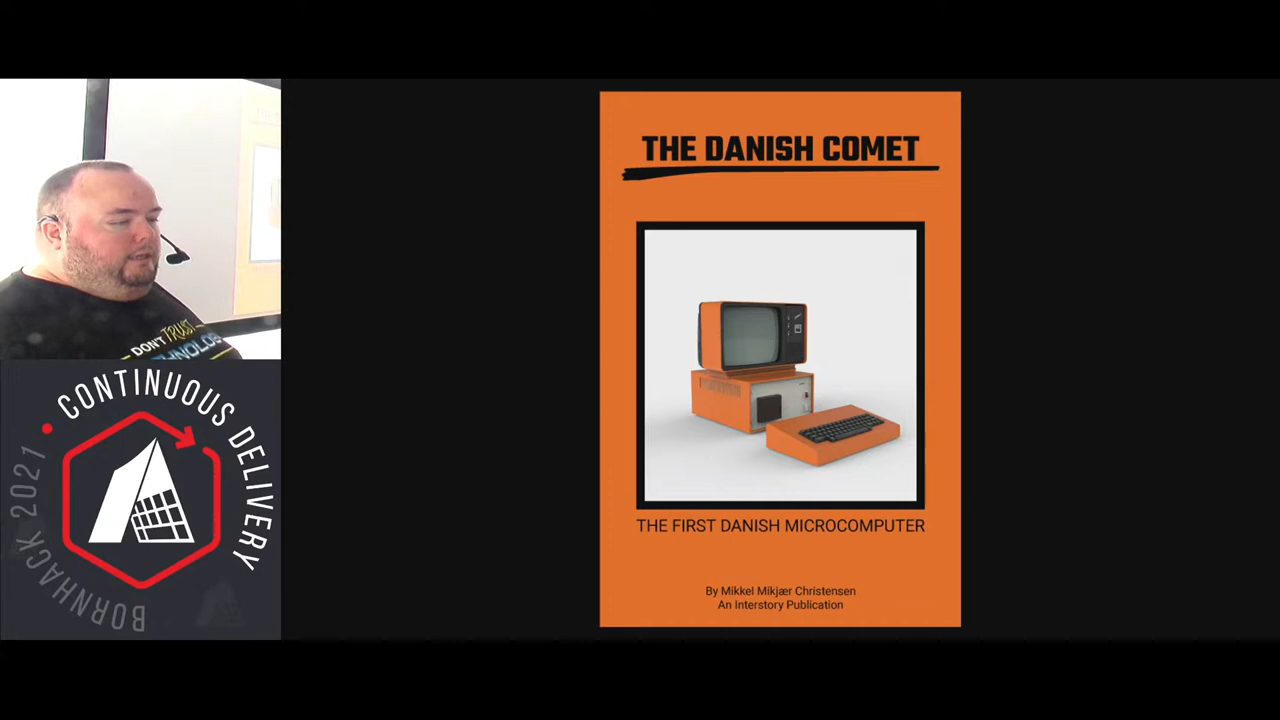 DON'T TRUST
CONTINUOUS DELIVERY
BORNHACK 2021
THE DANISH COMET
THE FIRST DANISH MICROCOMPUTER
By Mikkel Mikjær Christensen
An Interstory Publication